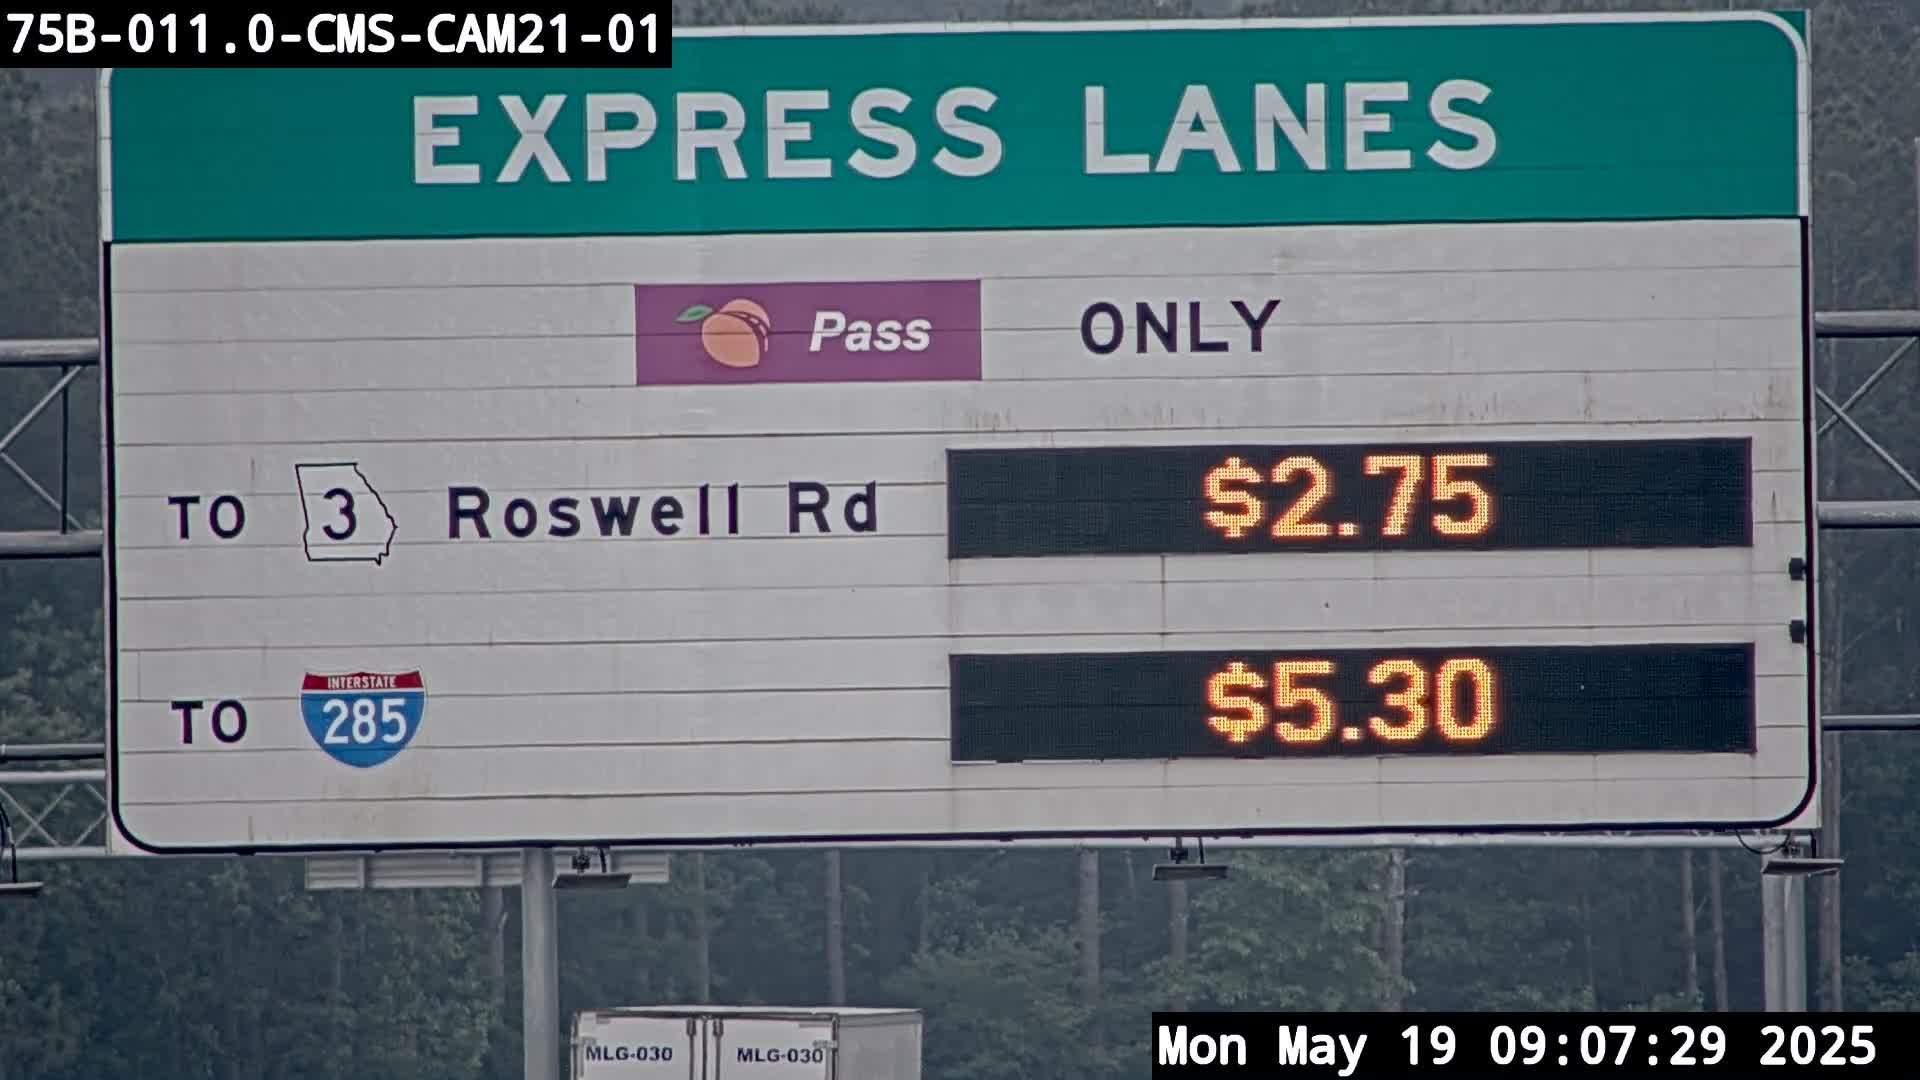 75B-011.0-CMS-CAM21-01
EXPRESS LANES
Pass ONLY
TO 3 Roswell Rd $2.75
INTERSTATE
TO 285 $5.30
MLG-030 MLG-030
Mon May 19 09:07:29 2025